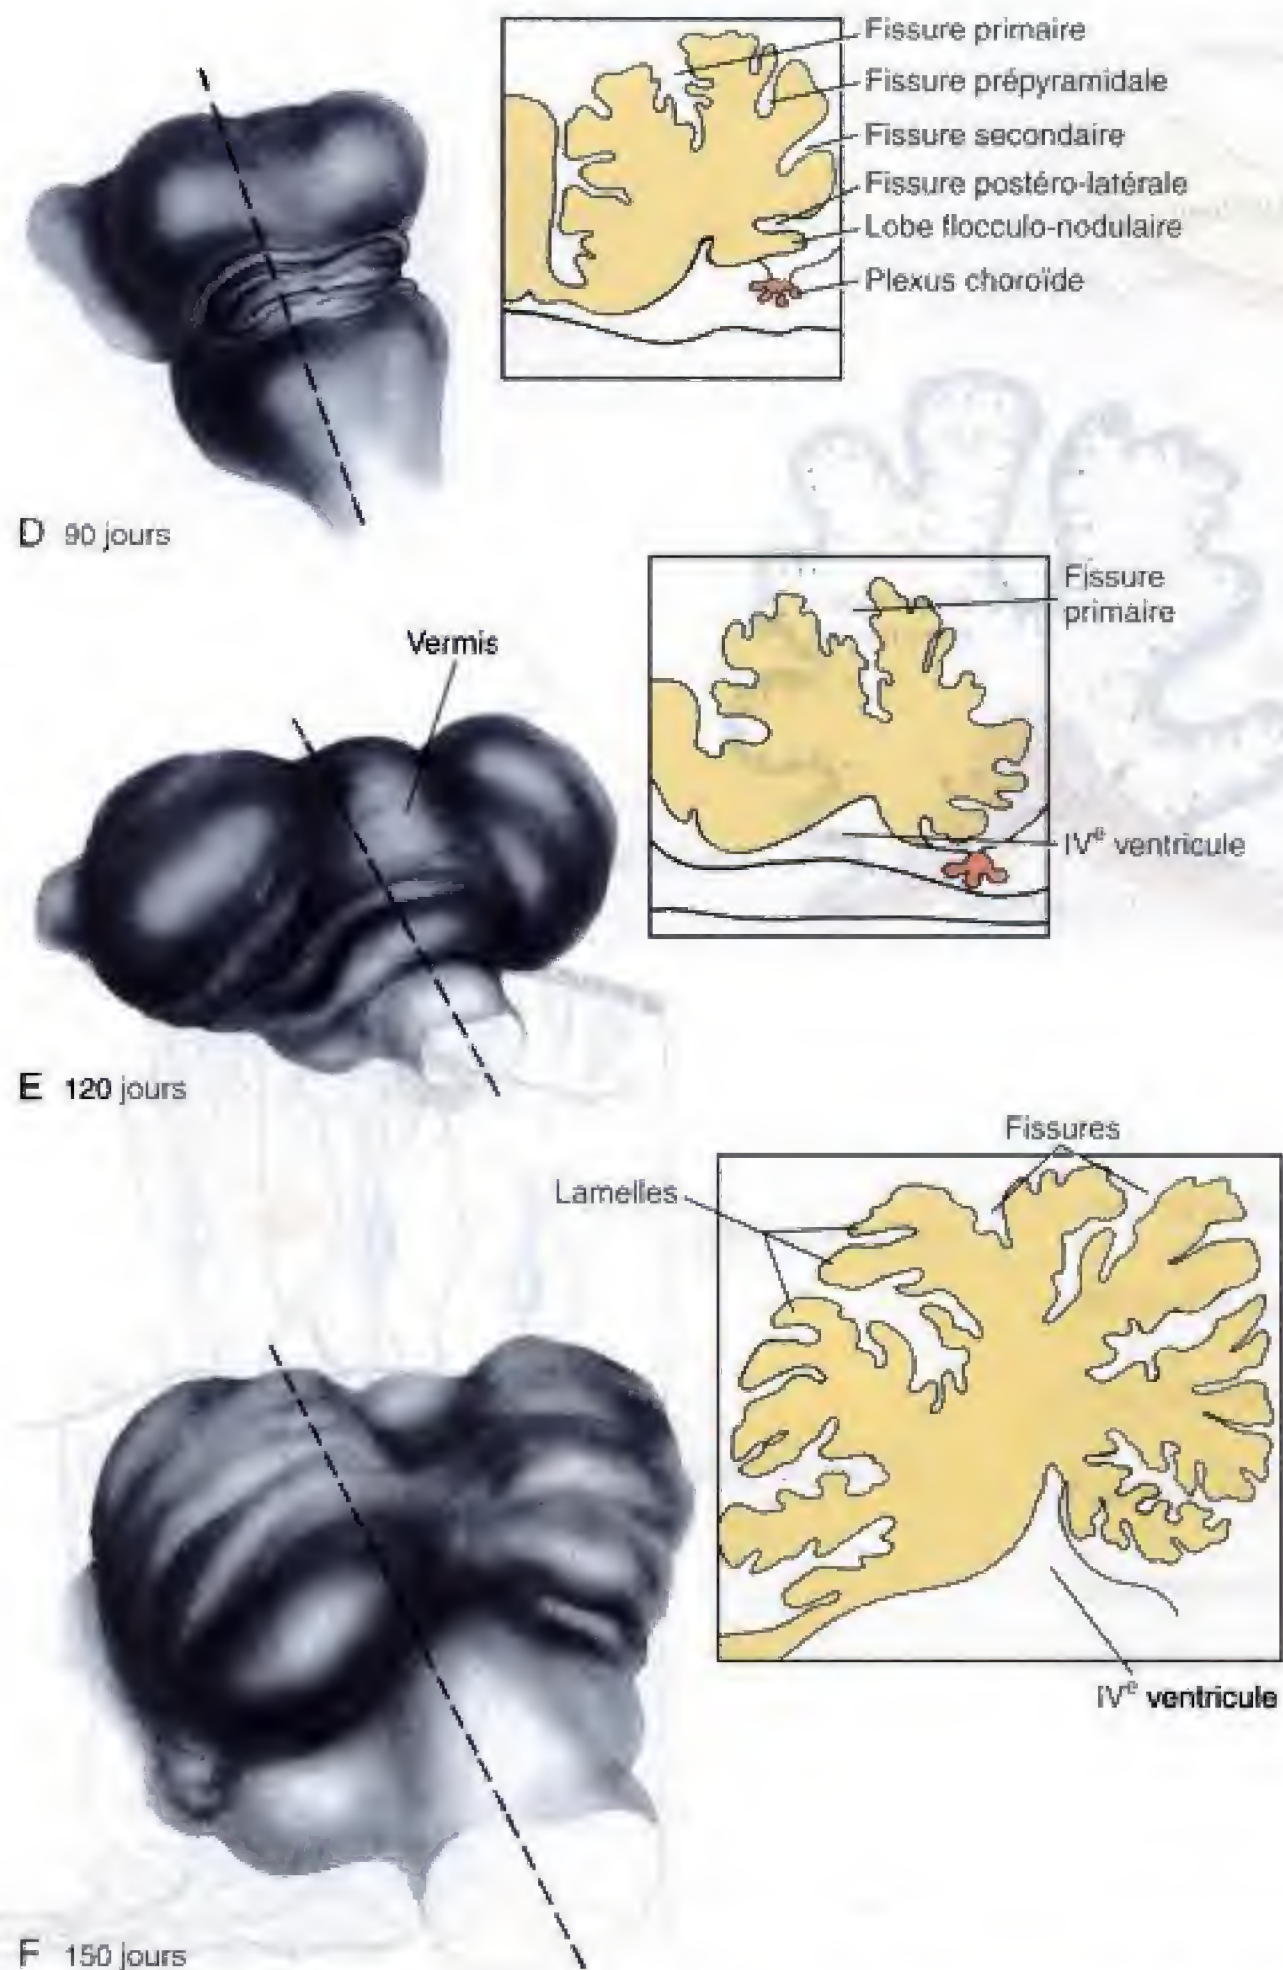 Fissure primaire
Fissure prépyramidale
Fissure secondaire
Fissure postéro-latérale
Lobe flocculo-nodulaire
Plexus choroïde
D 90 jours
Fissure
primaire
Vermis
IVe ventricule
E 120 jours
Fissures
Lamelles
IVe ventricule
F 150 jours